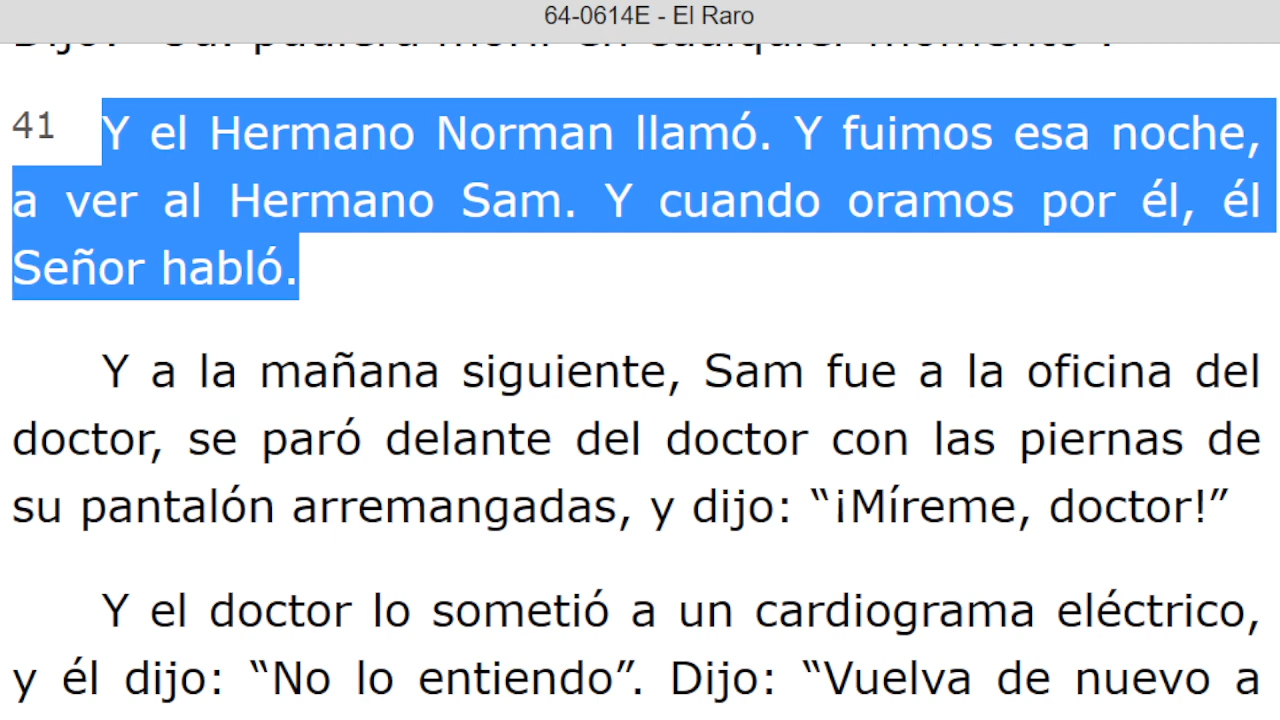 64-0614E - El Raro
41 Y el Hermano Norman llamó. Y fuimos esa noche,
a ver al Hermano Sam. Y cuando oramos por él, él
Señor habló.
Y a la mañana siguiente, Sam fue a la oficina del
doctor, se paró delante del doctor con las piernas de
su pantalón arremangadas, y dijo: “¡Míreme, doctor!”
Y el doctor lo sometió a un cardiograma eléctrico,
y él dijo: “No lo entiendo”. Dijo: “Vuelva de nuevo a